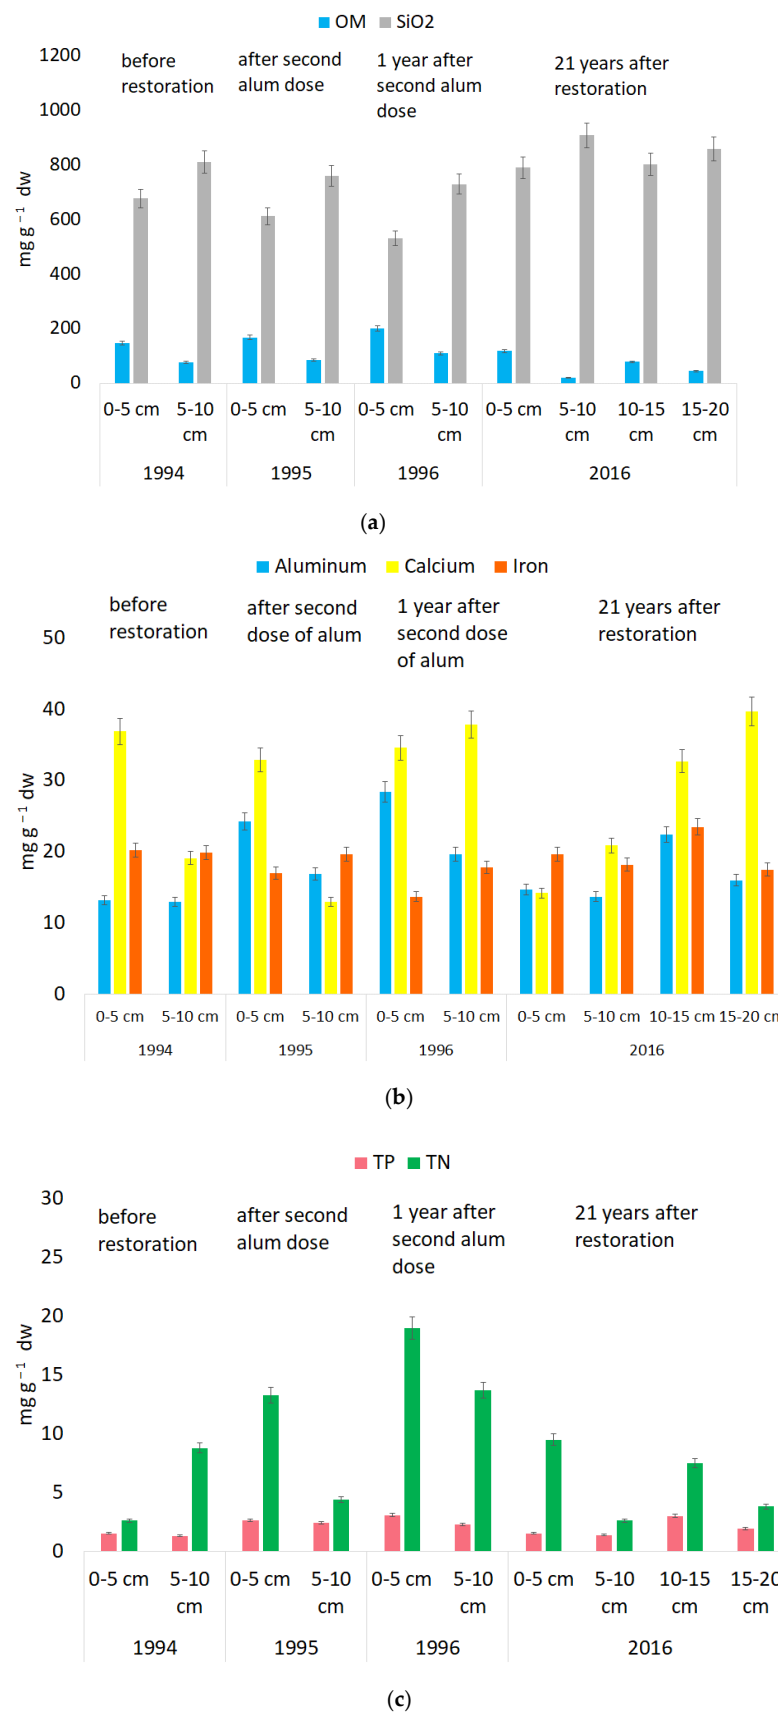 OM SiO2
1200
1000
800
600
400
200
0
mg g⁻¹ dw
before
restoration
after second
alum dose
1 year after
second alum
dose
21 years after
restoration
0-5 cm 5-10 cm 0-5 cm 5-10 cm 0-5 cm 5-10 cm 0-5 cm 5-10 cm 10-15 cm 15-20 cm
1994 1995 1996 2016
(a)
Aluminum Calcium Iron
50
40
30
20
10
0
mg g⁻¹ dw
before
restoration
after second
dose of alum
1 year after
second dose
of alum
21 years after
restoration
0-5 cm 5-10 cm 0-5 cm 5-10 cm 0-5 cm 5-10 cm 0-5 cm 5-10 cm 10-15 cm 15-20 cm
1994 1995 1996 2016
(b)
TP TN
30
25
20
15
10
5
0
mg g⁻¹ dw
before
restoration
after second
alum dose
1 year after
second alum
dose
21 years after
restoration
0-5 cm 5-10 cm 0-5 cm 5-10 cm 0-5 cm 5-10 cm 0-5 cm 5-10 cm 10-15 cm 15-20 cm
1994 1995 1996 2016
(c)